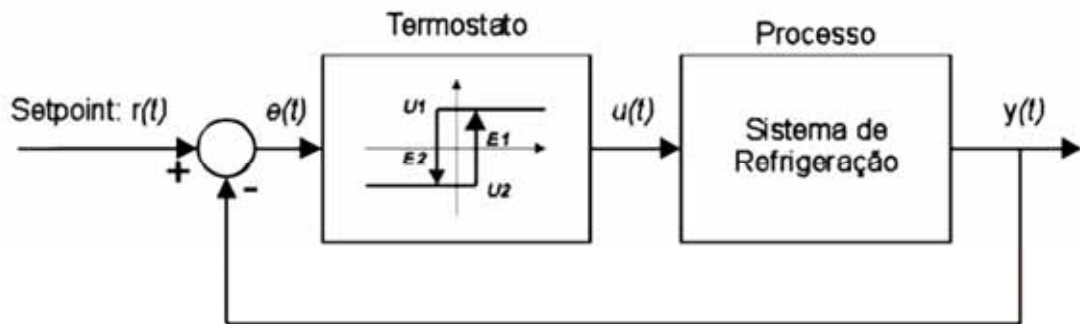 Termostato
Processo
Setpoint: r(t)
e(t)
U1
E1
E2
U2
u(t)
Sistema de
Refrigeração
y(t)
+
-